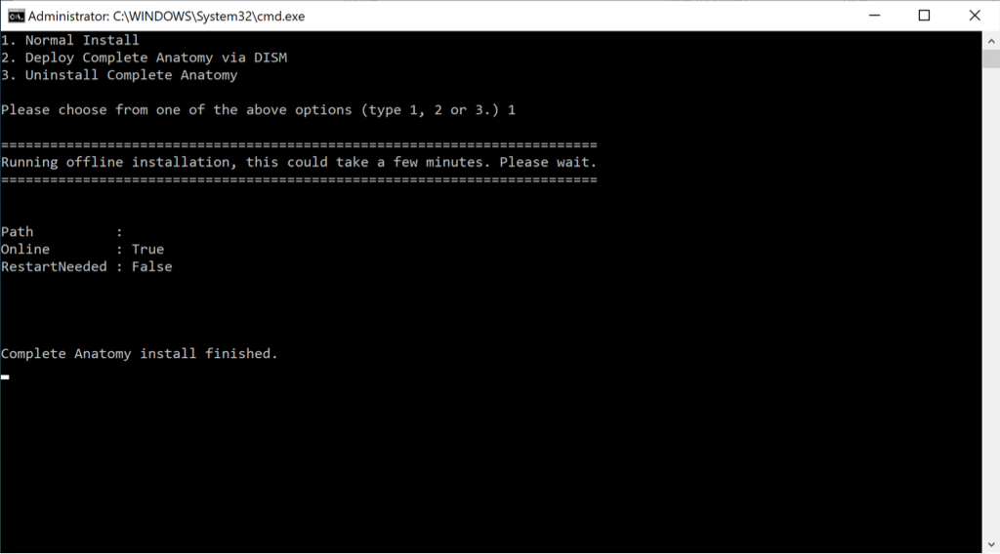 Administrator: C:\WINDOWS\System32\cmd.exe
1. Normal Install
2. Deploy Complete Anatomy via DISM
3. Uninstall Complete Anatomy
Please choose from one of the above options (type 1, 2 or 3.) 1
=========================================================================
Running offline installation, this could take a few minutes. Please wait.
=========================================================================
Path          :
Online        : True
RestartNeeded : False
Complete Anatomy install finished.